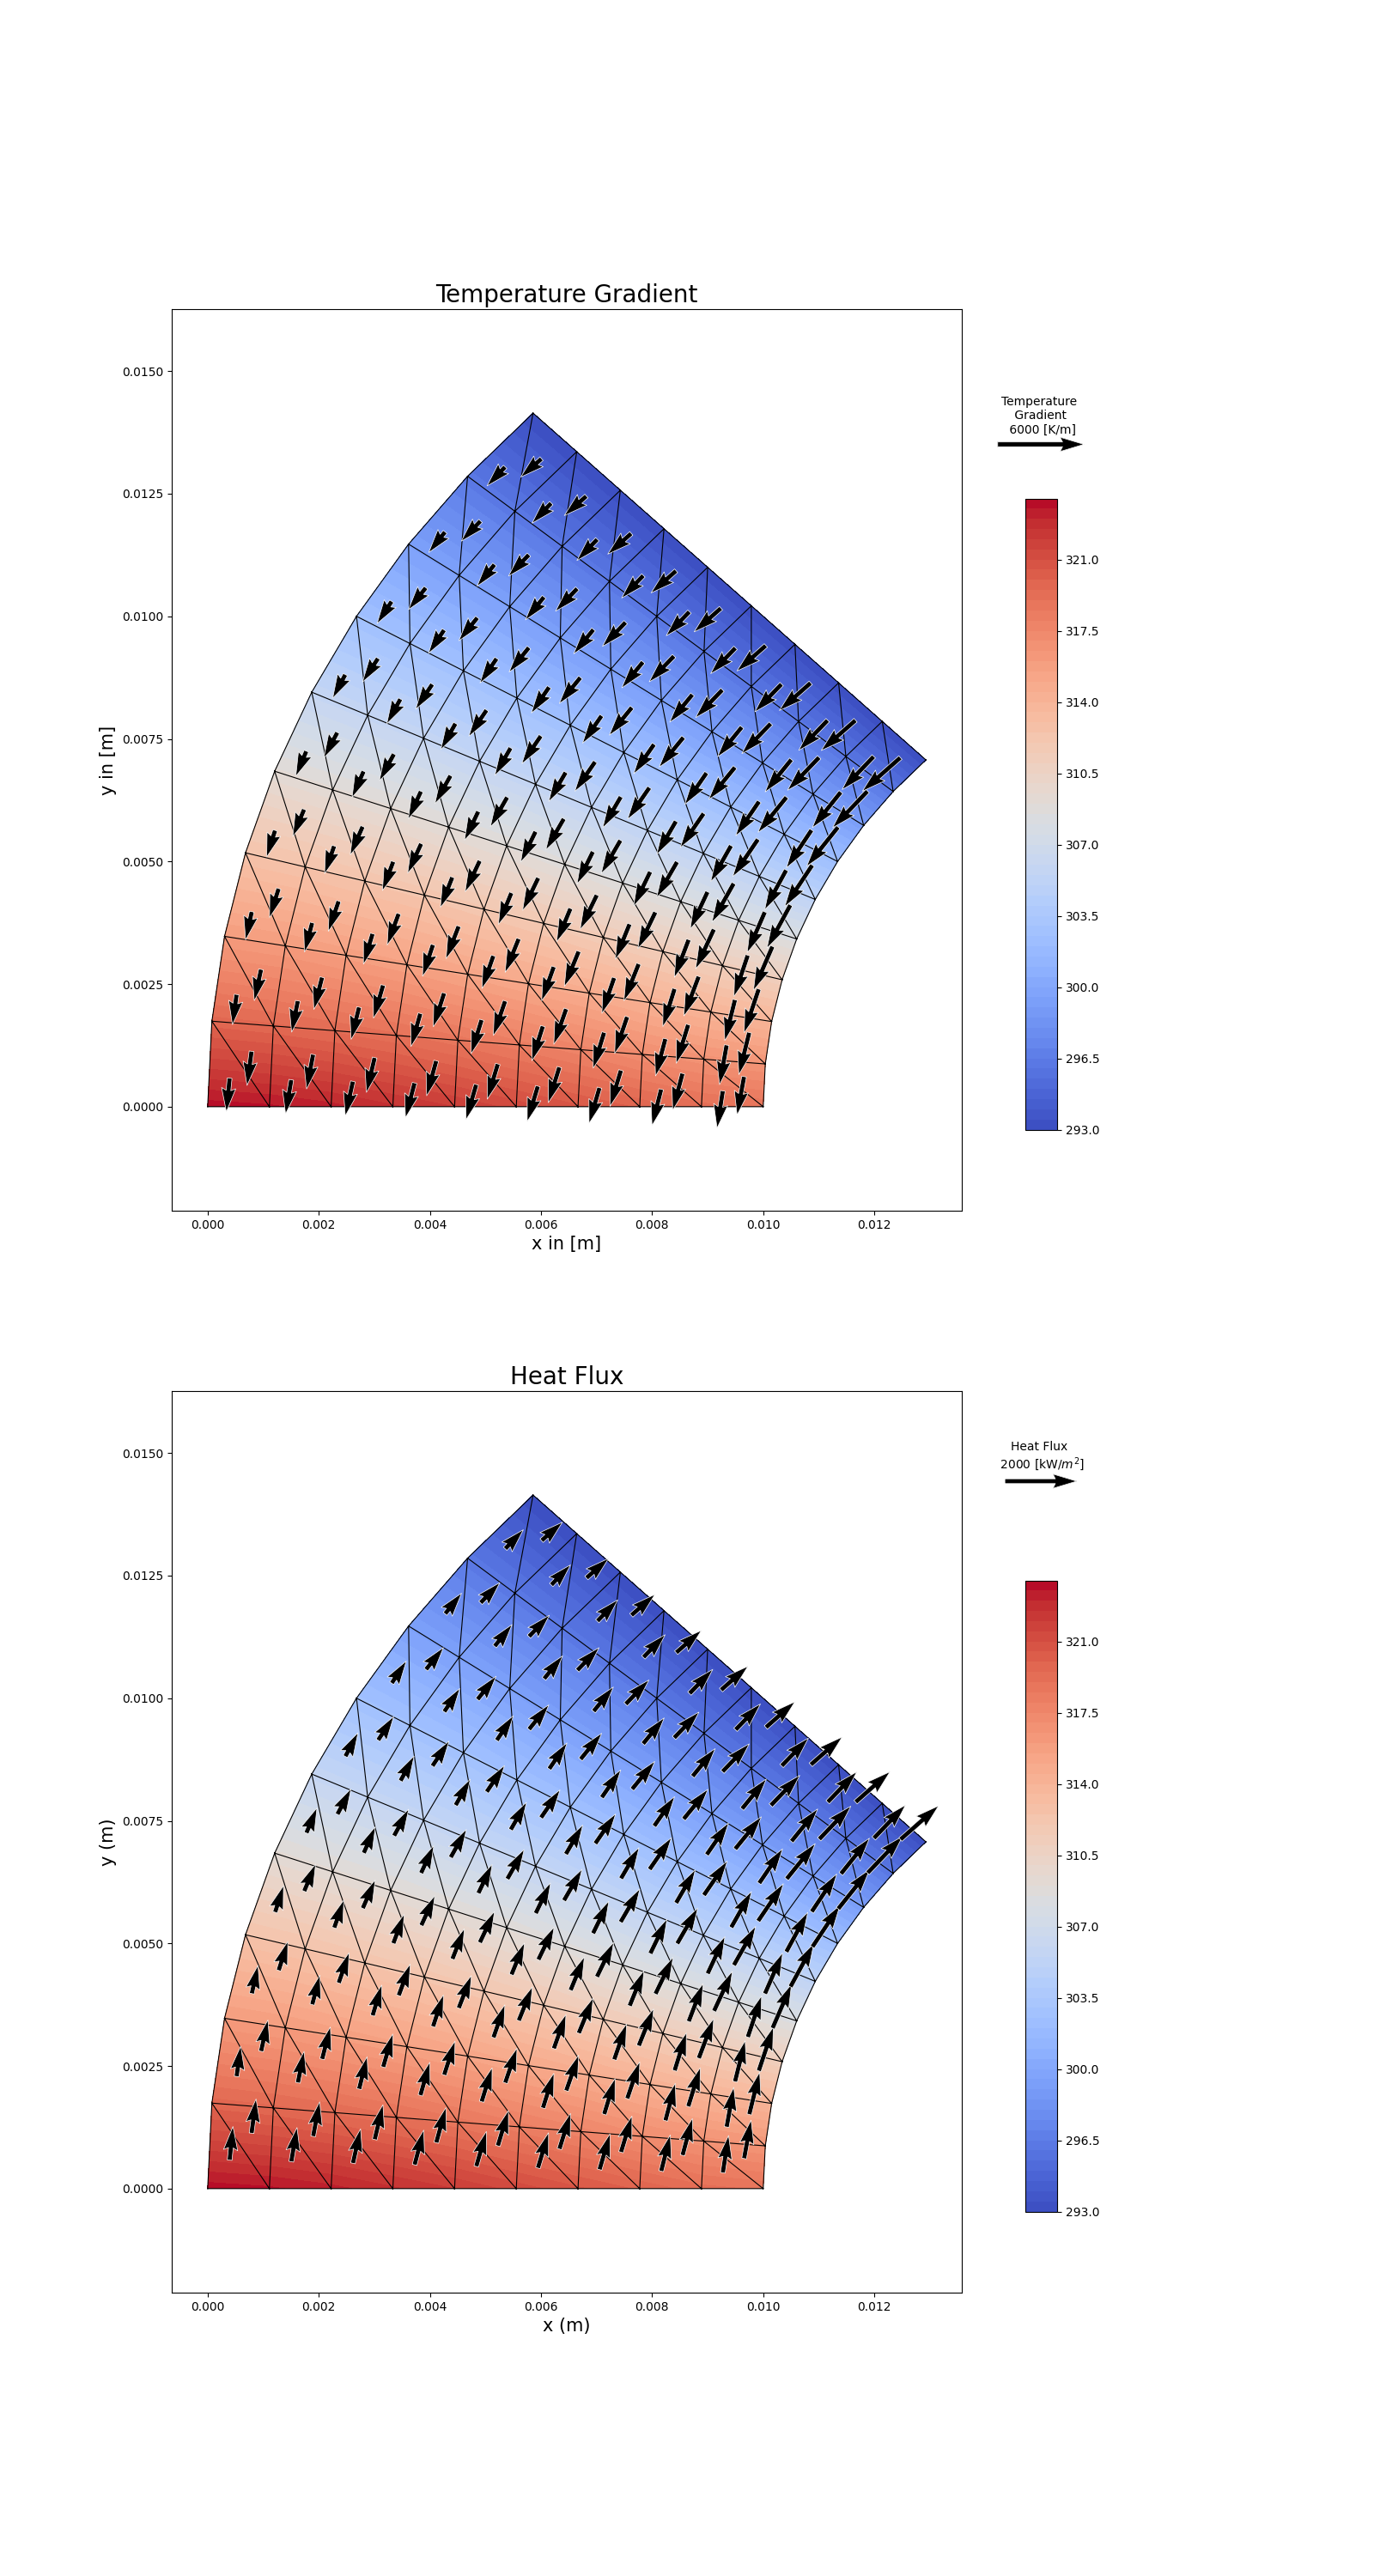 Temperature Gradient
0.0150
0.0125
0.0100
0.0075
0.0050
0.0025
0.0000
y in [m]
0.000 0.002 0.004 0.006 0.008 0.010 0.012
x in [m]
Temperature
Gradient
6000 [K/m]
321.0
317.5
314.0
310.5
307.0
303.5
300.0
296.5
293.0
Heat Flux
0.0150
0.0125
0.0100
0.0075
0.0050
0.0025
0.0000
y (m)
0.000 0.002 0.004 0.006 0.008 0.010 0.012
x (m)
Heat Flux
2000 [kW/m²]
321.0
317.5
314.0
310.5
307.0
303.5
300.0
296.5
293.0